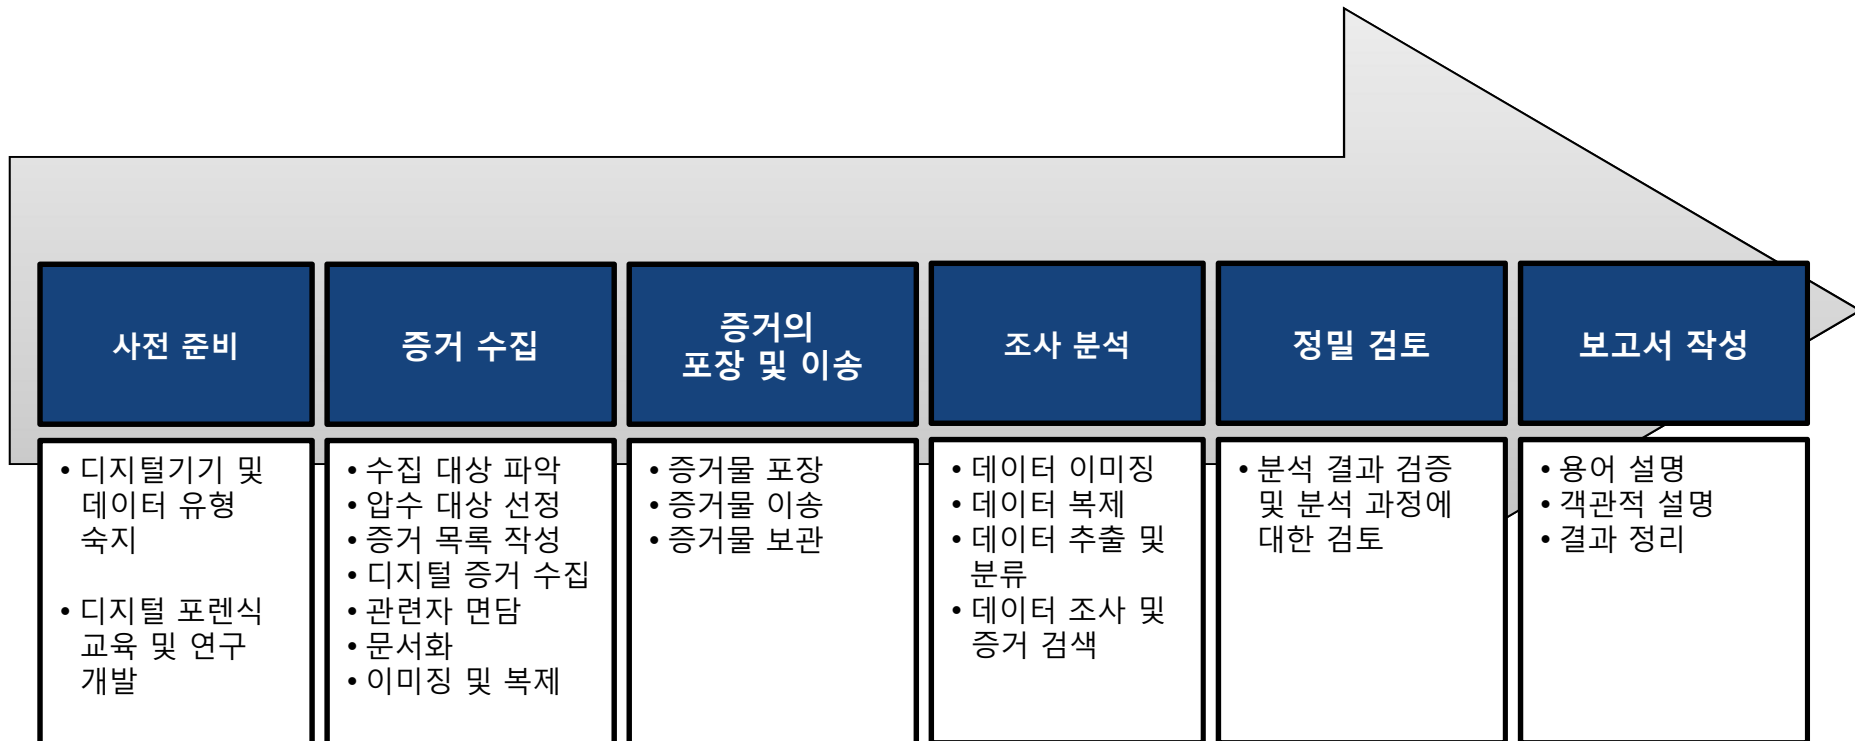 사전 준비
증거 수집
증거의
포장 및 이송
조사 분석
정밀 검토
보고서 작성
• 디지털기기 및
데이터 유형
숙지
• 디지털 포렌식
교육 및 연구
개발
• 수집 대상 파악
• 압수 대상 선정
• 증거 목록 작성
• 디지털 증거 수집
• 관련자 면담
• 문서화
• 이미징 및 복제
• 증거물 포장
• 증거물 이송
• 증거물 보관
• 데이터 이미징
• 데이터 복제
• 데이터 추출 및
분류
• 데이터 조사 및
증거 검색
• 분석 결과 검증
및 분석 과정에
대한 검토
• 용어 설명
• 객관적 설명
• 결과 정리